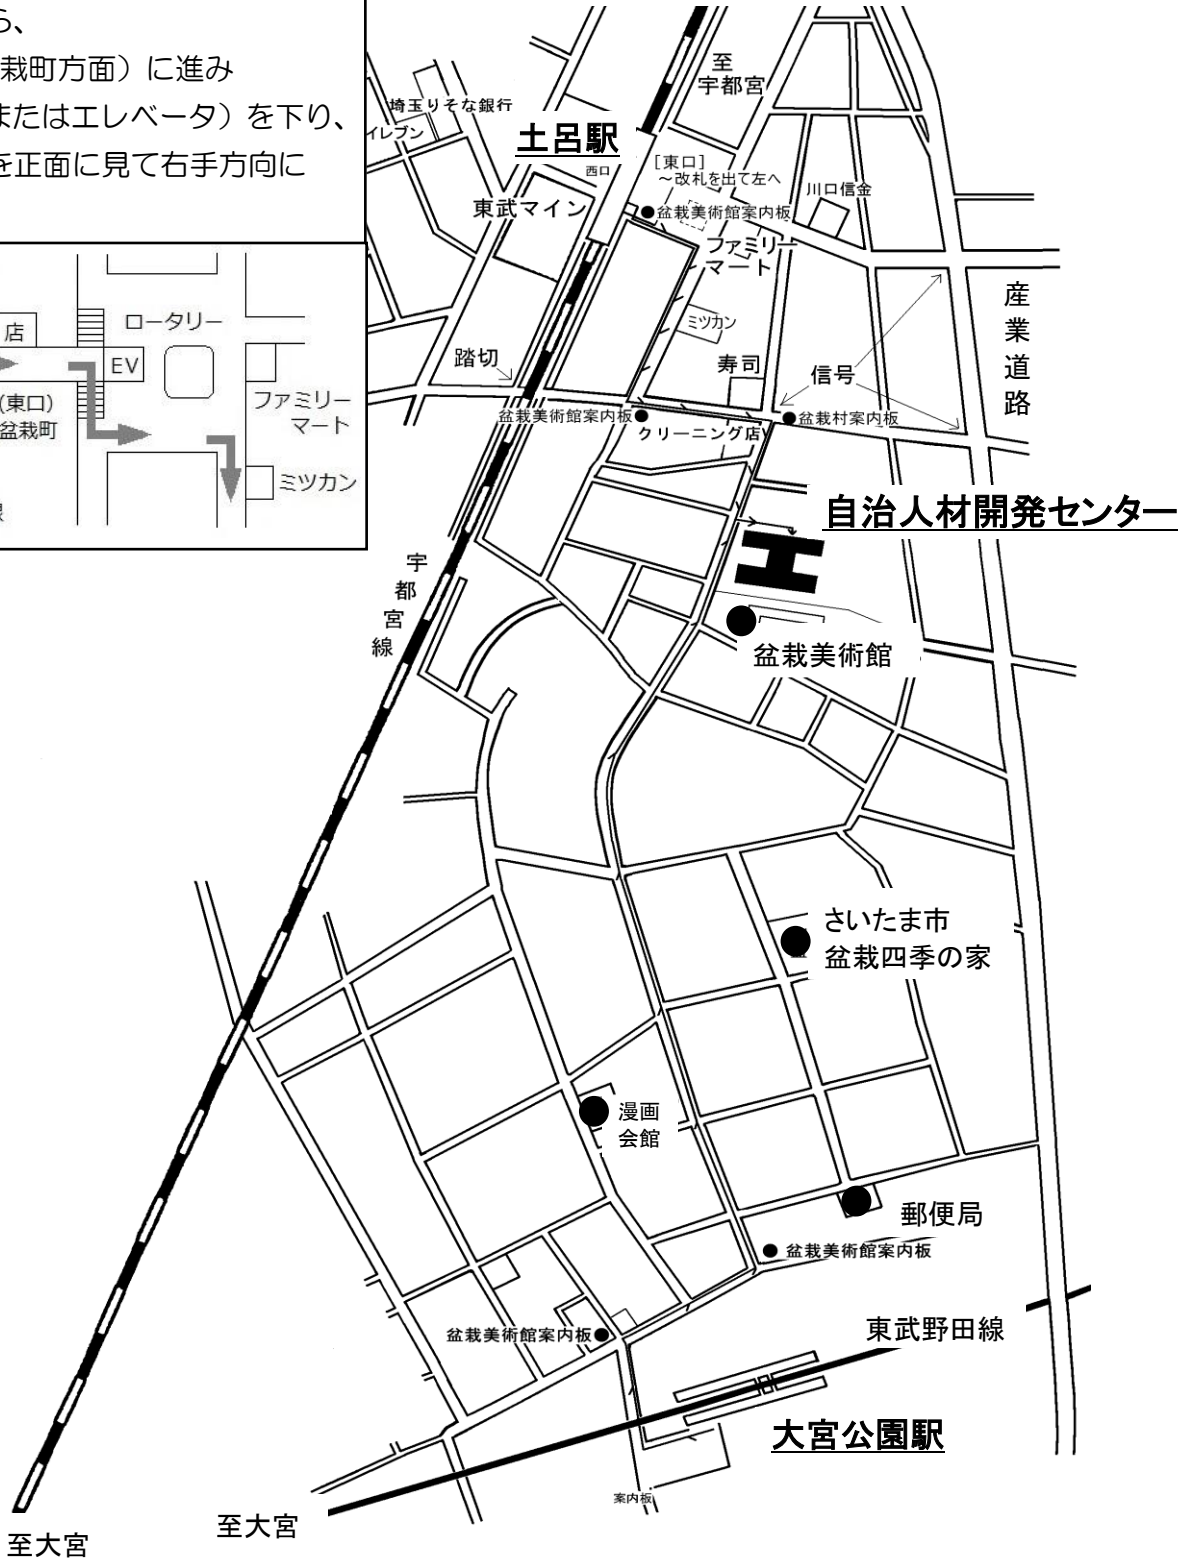 ら、
栽町方面）に進み
またはエレベータ）を下り、
を正面に見て右手方向に
店
ロータリー
EV
(東口)
盆栽町
ファミリー
マート
ミツカン
線
至
宇都宮
埼玉りそな銀行
イレブン
土呂駅
西口
[東口]
～改札を出て左へ
川口信金
東武マイン
盆栽美術館案内板
ファミリー
マート
産業道路
ミツカン
踏切
寿司
信号
盆栽美術館案内板
盆栽村案内板
クリーニング店
自治人材開発センター
宇都宮線
盆栽美術館
さいたま市
盆栽四季の家
漫画
会館
郵便局
盆栽美術館案内板
盆栽美術館案内板
東武野田線
大宮公園駅
案内板
至大宮
至大宮